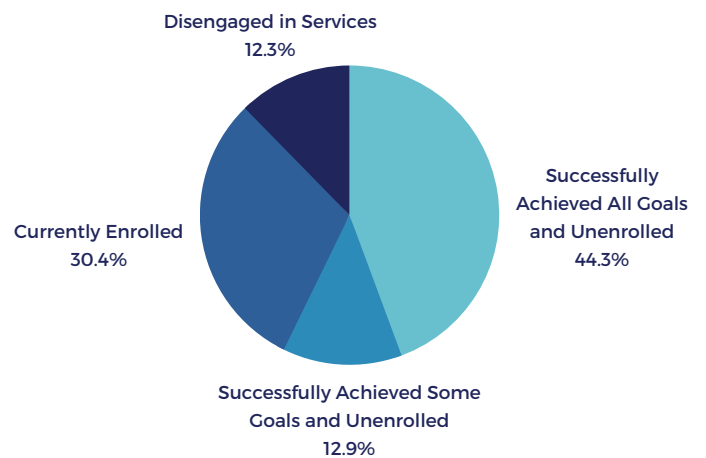 Disengaged in Services
12.3%
Successfully
Achieved All Goals
and Unenrolled
44.3%
Currently Enrolled
30.4%
Successfully Achieved Some
Goals and Unenrolled
12.9%